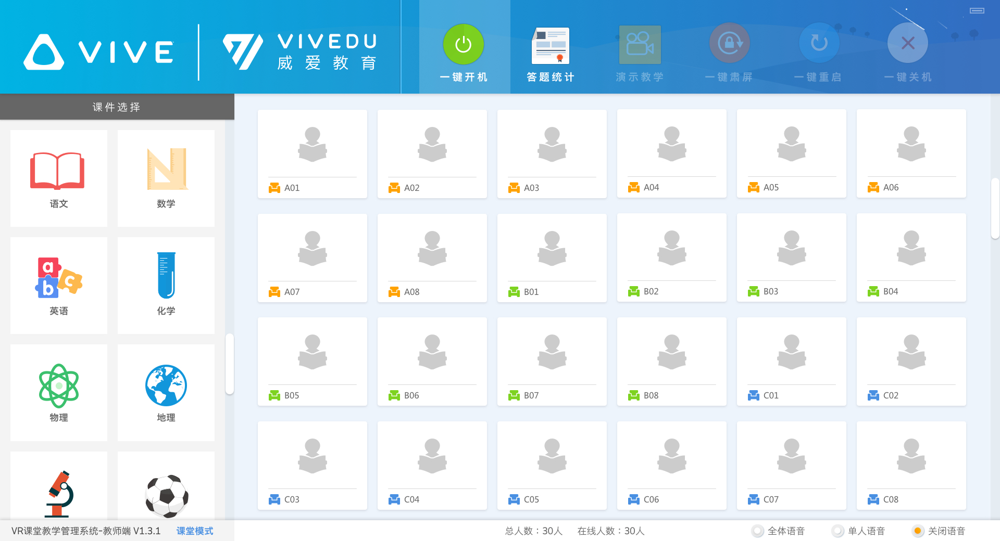 VIVE
VIVEDU
威爱教育
一键开机
答题统计
演示教学
一键肃屏
一键重启
一键关机
课件选择
语文
数学
a
b
c
英语
化学
物理
地理
A01
A02
A03
A04
A05
A06
A07
A08
B01
B02
B03
B04
B05
B06
B07
B08
C01
C02
C03
C04
C05
C06
C07
C08
VR课堂教学管理系统-教师端 V1.3.1
课堂模式
总人数：30人
在线人数：30人
全体语音
单人语音
关闭语音